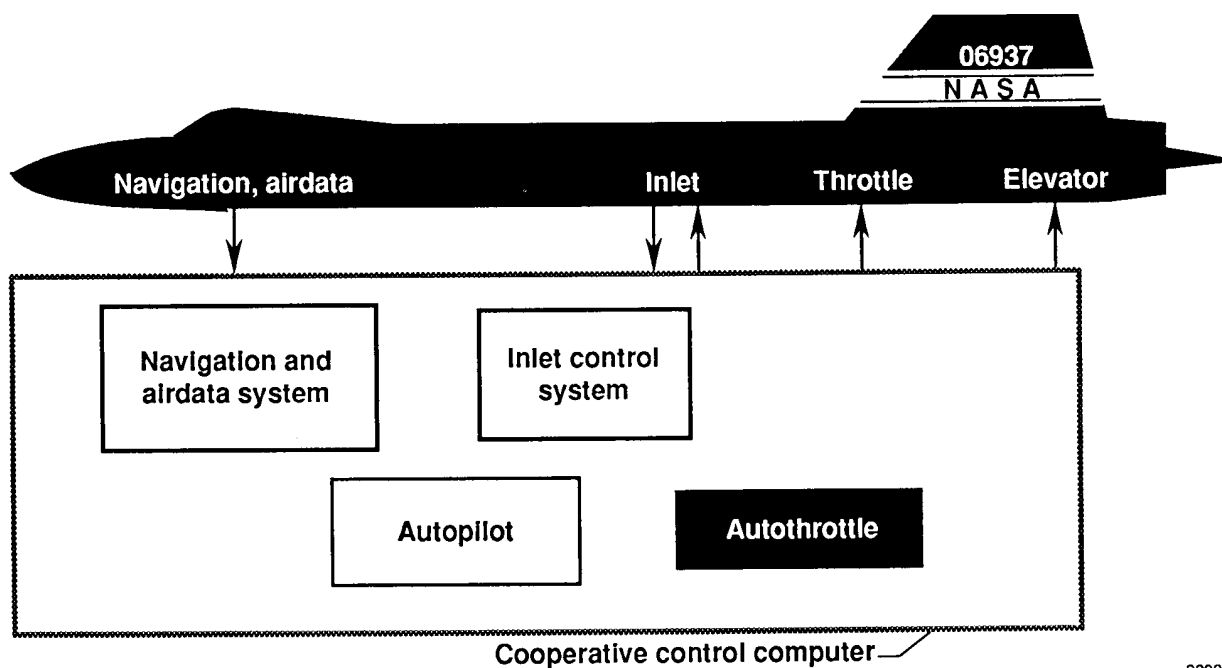 06937
NASA
Navigation, airdata
Inlet
Throttle
Elevator
Navigation and
airdata system
Inlet control
system
Autopilot
Autothrottle
Cooperative control computer